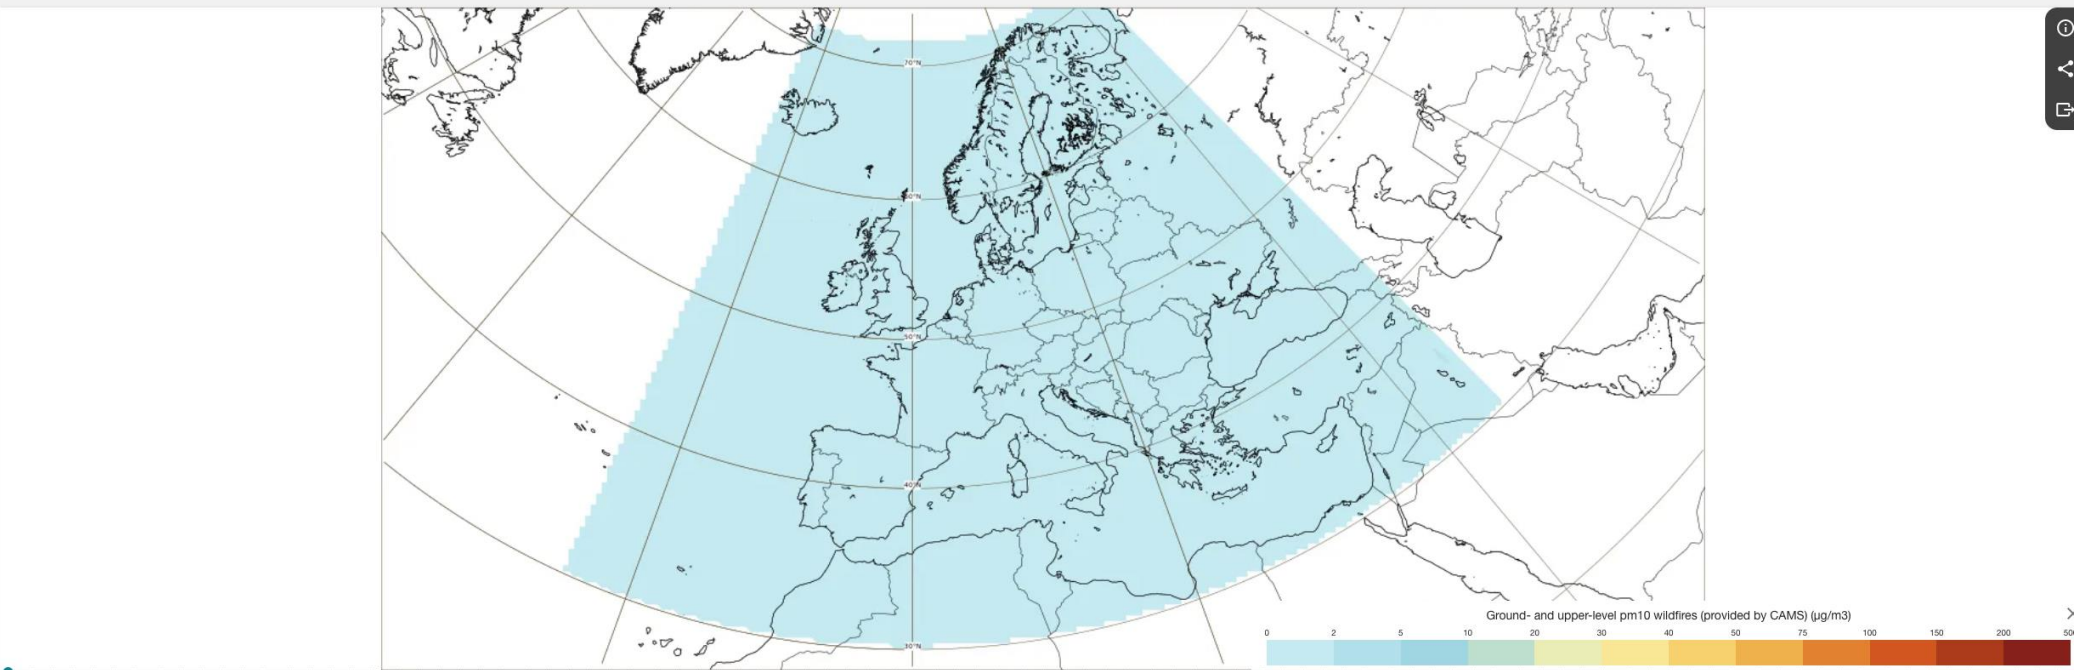 70°N
60°N
50°N
40°N
30°N
Ground- and upper-level pm10 wildfires (provided by CAMS) (μg/m3)
0 2 5 10 20 30 40 50 75 100 150 200 500